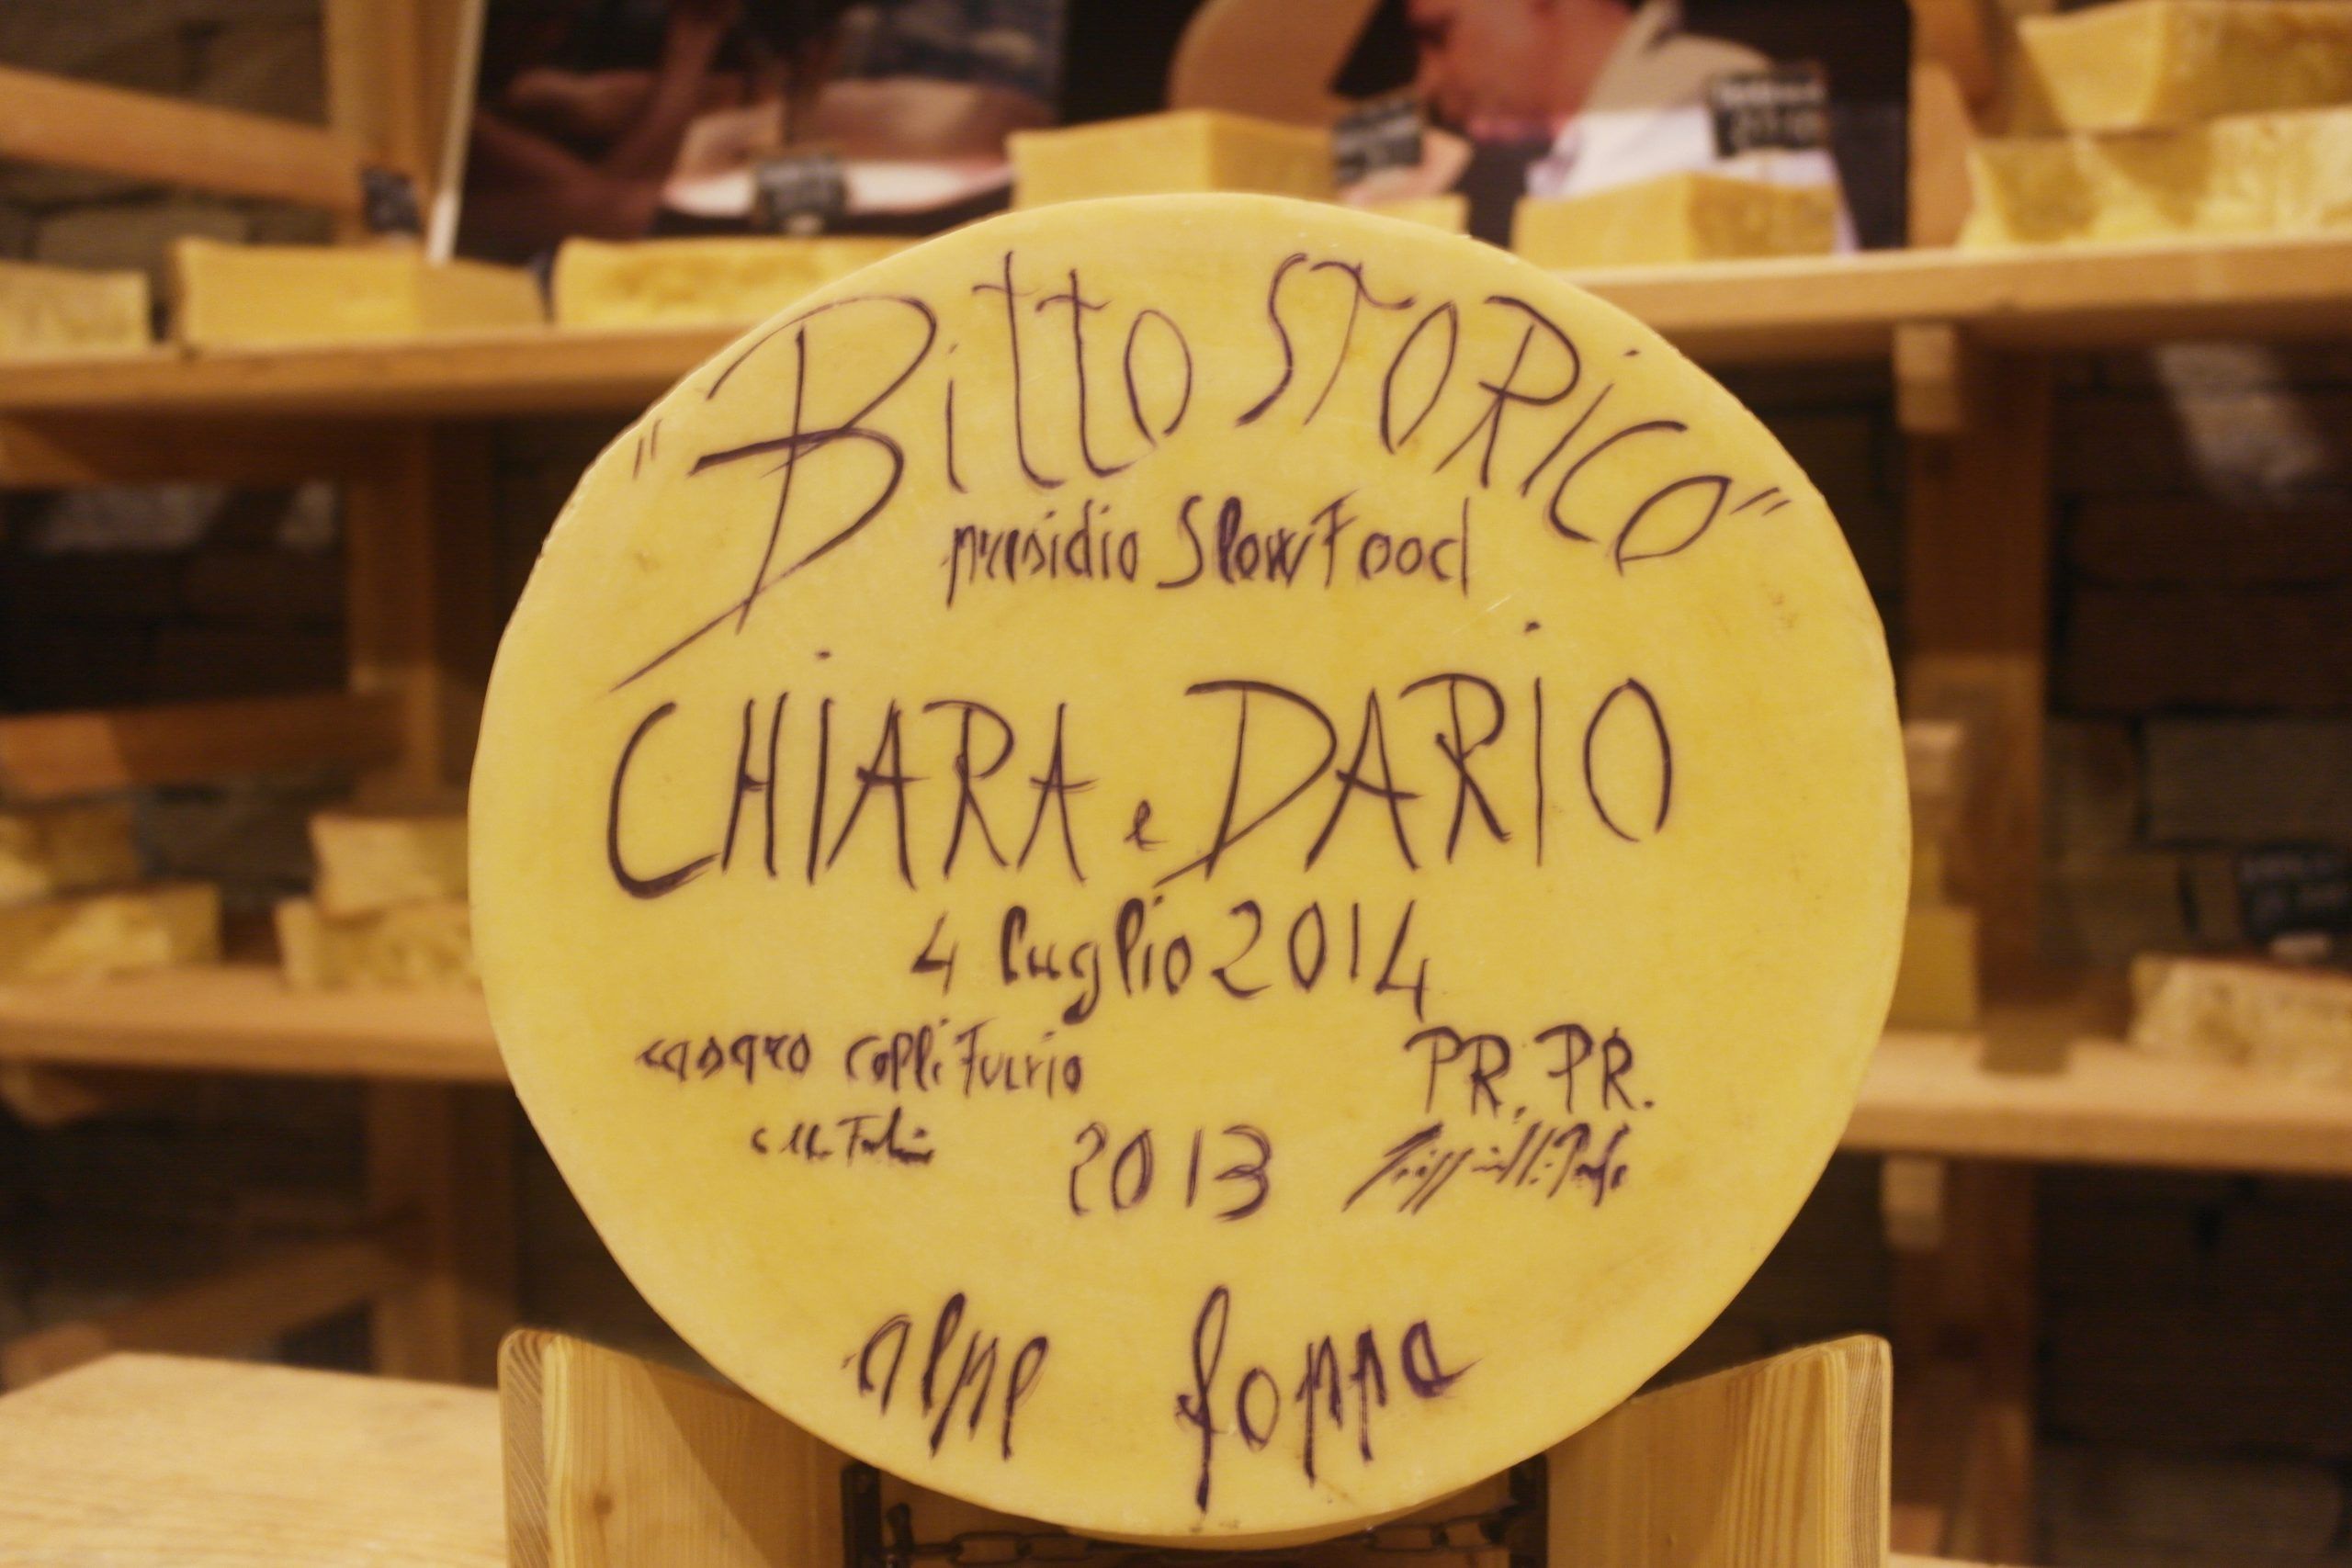 "Bitto STORiCO"
presidio Slow Food
CHiARA e DARiO
4 luglio 2014
casaro Fulvio
PR. PR.
2013
alpe foppa